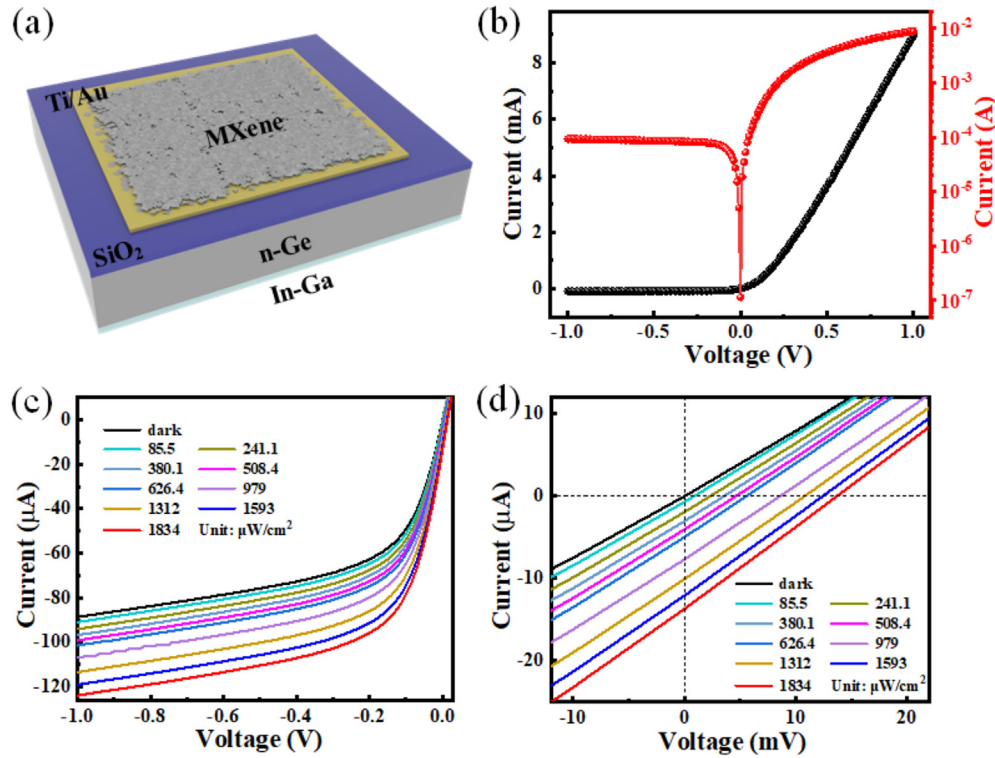 (a)
Ti/Au
MXene
SiO2
n-Ge
In-Ga
(b)
Current (mA)
8
6
4
2
0
-1.0 -0.5 0.0 0.5 1.0
Voltage (V)
10-2
10-3
10-4
10-5
10-6
10-7
Current (A)
(c)
Current (μA)
0
-20
-40
-60
-80
-100
-120
dark
85.5 241.1
380.1 508.4
626.4 979
1312 1593
1834 Unit: μW/cm2
-1.0 -0.8 -0.6 -0.4 -0.2 0.0
Voltage (V)
(d)
Current (μA)
10
0
-10
-20
dark
85.5 241.1
380.1 508.4
626.4 979
1312 1593
1834 Unit: μW/cm2
-10 0 10 20
Voltage (mV)